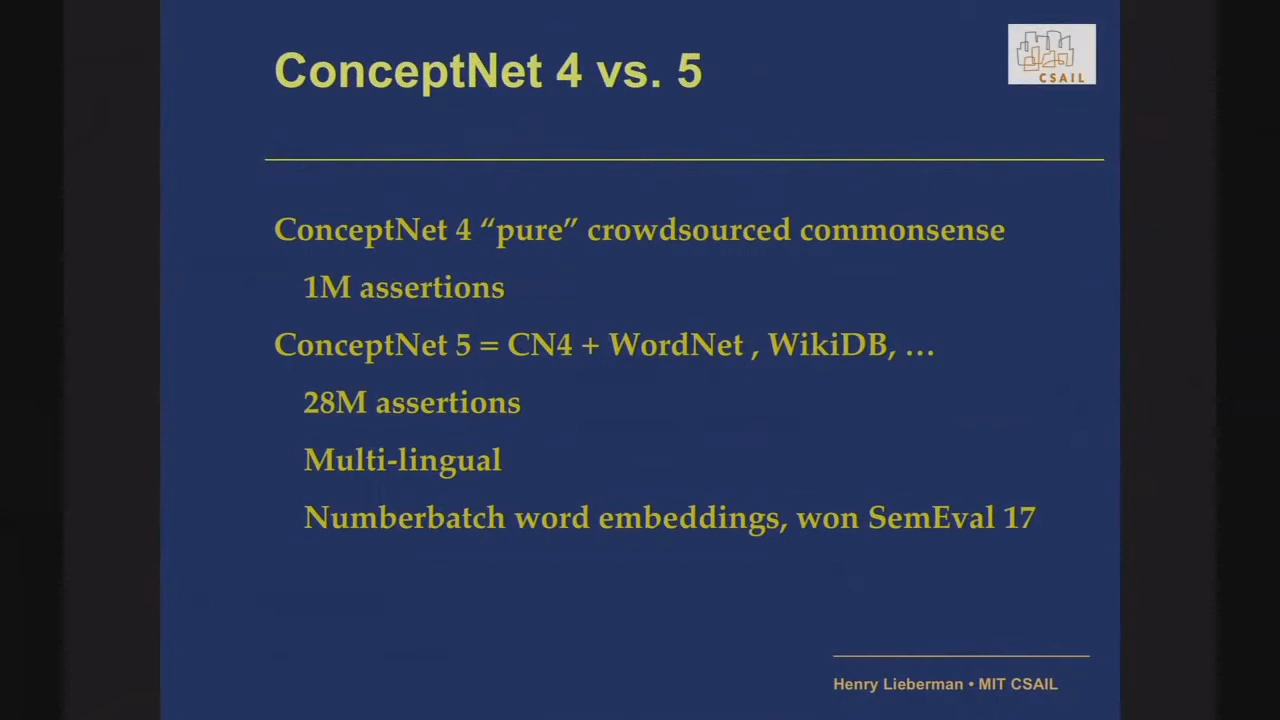 ConceptNet 4 vs. 5
CSAIL
ConceptNet 4 “pure” crowdsourced commonsense
1M assertions
ConceptNet 5 = CN4 + WordNet , WikiDB, …
28M assertions
Multi-lingual
Numberbatch word embeddings, won SemEval 17
Henry Lieberman • MIT CSAIL